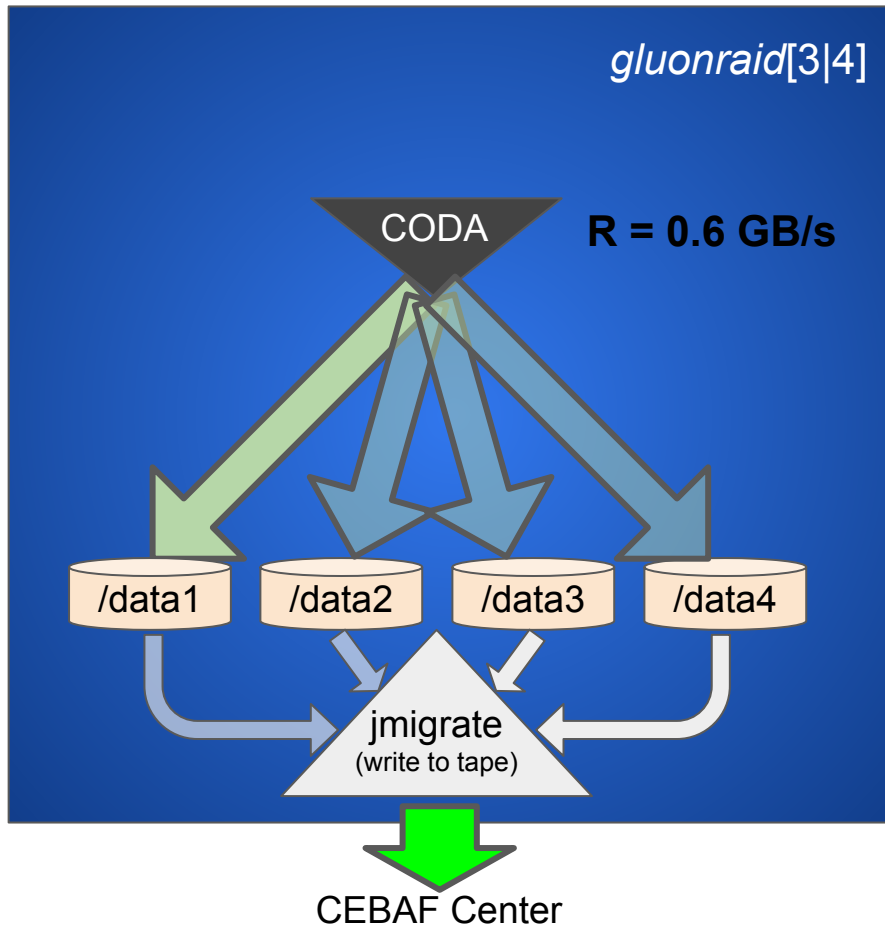 gluonraid[3|4]
CODA
R = 0.6 GB/s
/data1
/data2
/data3
/data4
jmigrate
(write to tape)
CEBAF Center